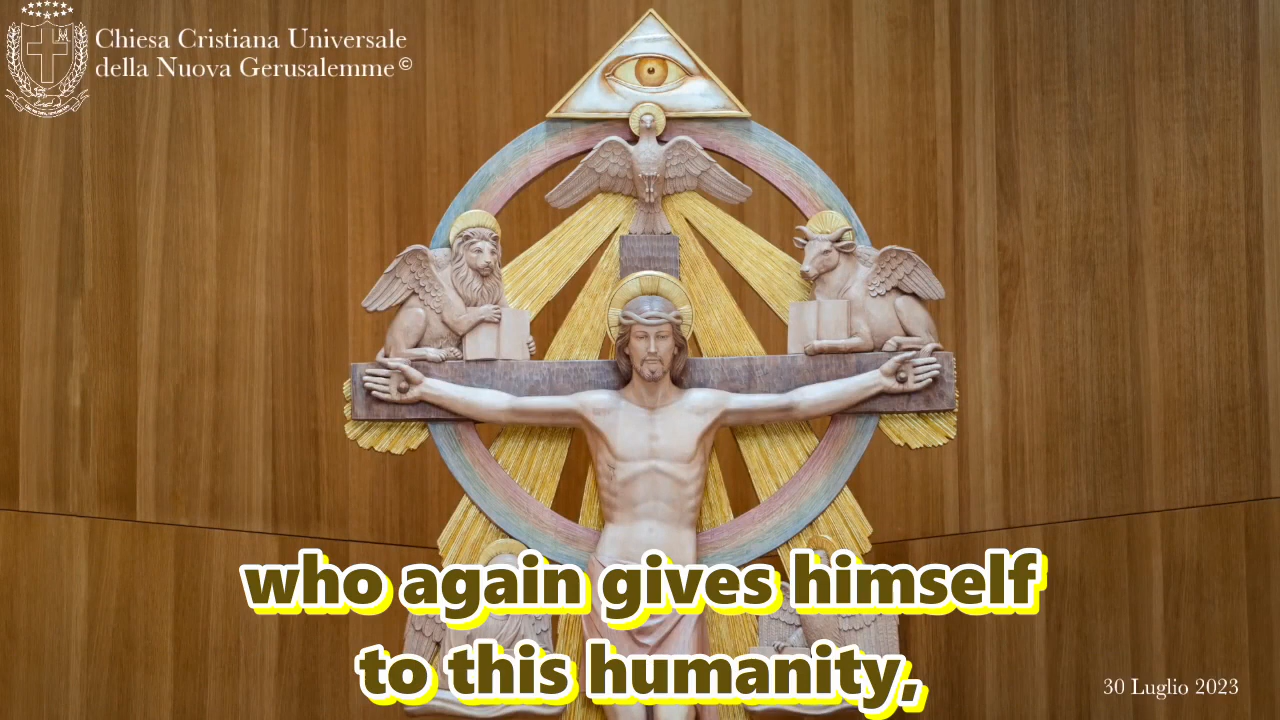 Chiesa Cristiana Universale
della Nuova Gerusalemme©
who again gives himself
to this humanity,
30 Luglio 2023